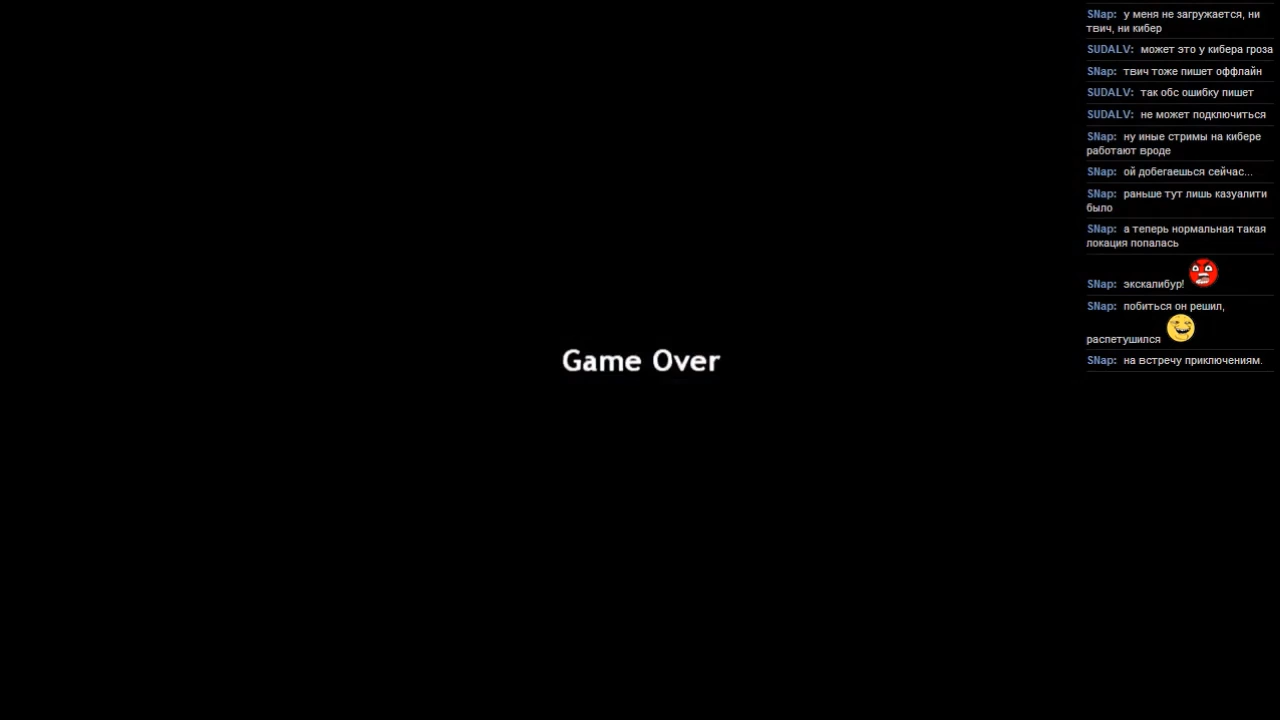 SNap: у меня не загружается, ни
твич, ни кибер
SUDALV: может это у кибера гроза
SNap: твич тоже пишет оффлайн
SUDALV: так обс ошибку пишет
SUDALV: не может подключиться
SNap: ну иные стримы на кибере
работают вроде
SNap: ой добегаешься сейчас...
SNap: раньше тут лишь казуалити
было
SNap: а теперь нормальная такая
локация попалась
SNap: экскалибур!
SNap: побиться он решил,
распетушился
SNap: на встречу приключениям.
Game Over